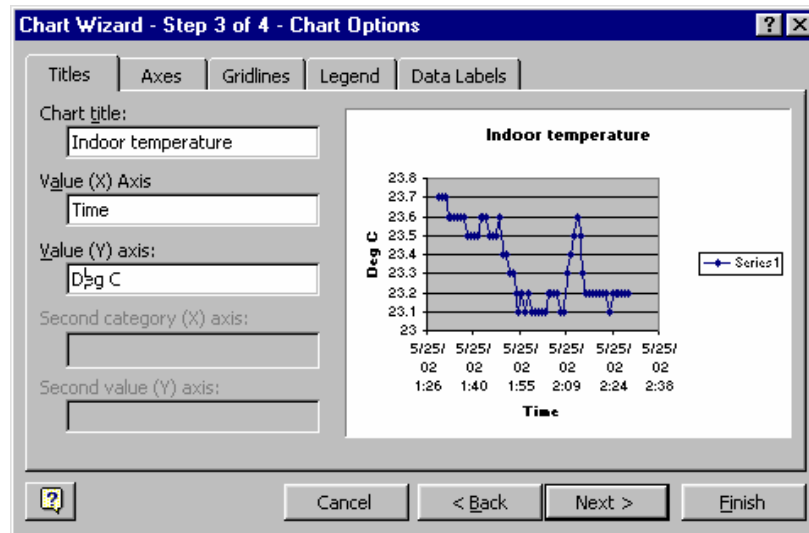 Chart Wizard - Step 3 of 4 - Chart Options
Titles Axes Gridlines Legend Data Labels
Chart title:
Indoor temperature
Value (X) Axis
Time
Value (Y) axis:
Deg C
Second category (X) axis:
Second value (Y) axis:
Indoor temperature
23.8
23.7
23.6
23.5
23.4
23.3
23.2
23.1
23
Deg C
Series1
5/25/ 5/25/ 5/25/ 5/25/ 5/25/ 5/25/
02 02 02 02 02 02
1:26 1:40 1:55 2:09 2:24 2:38
Time
Cancel < Back Next > Finish